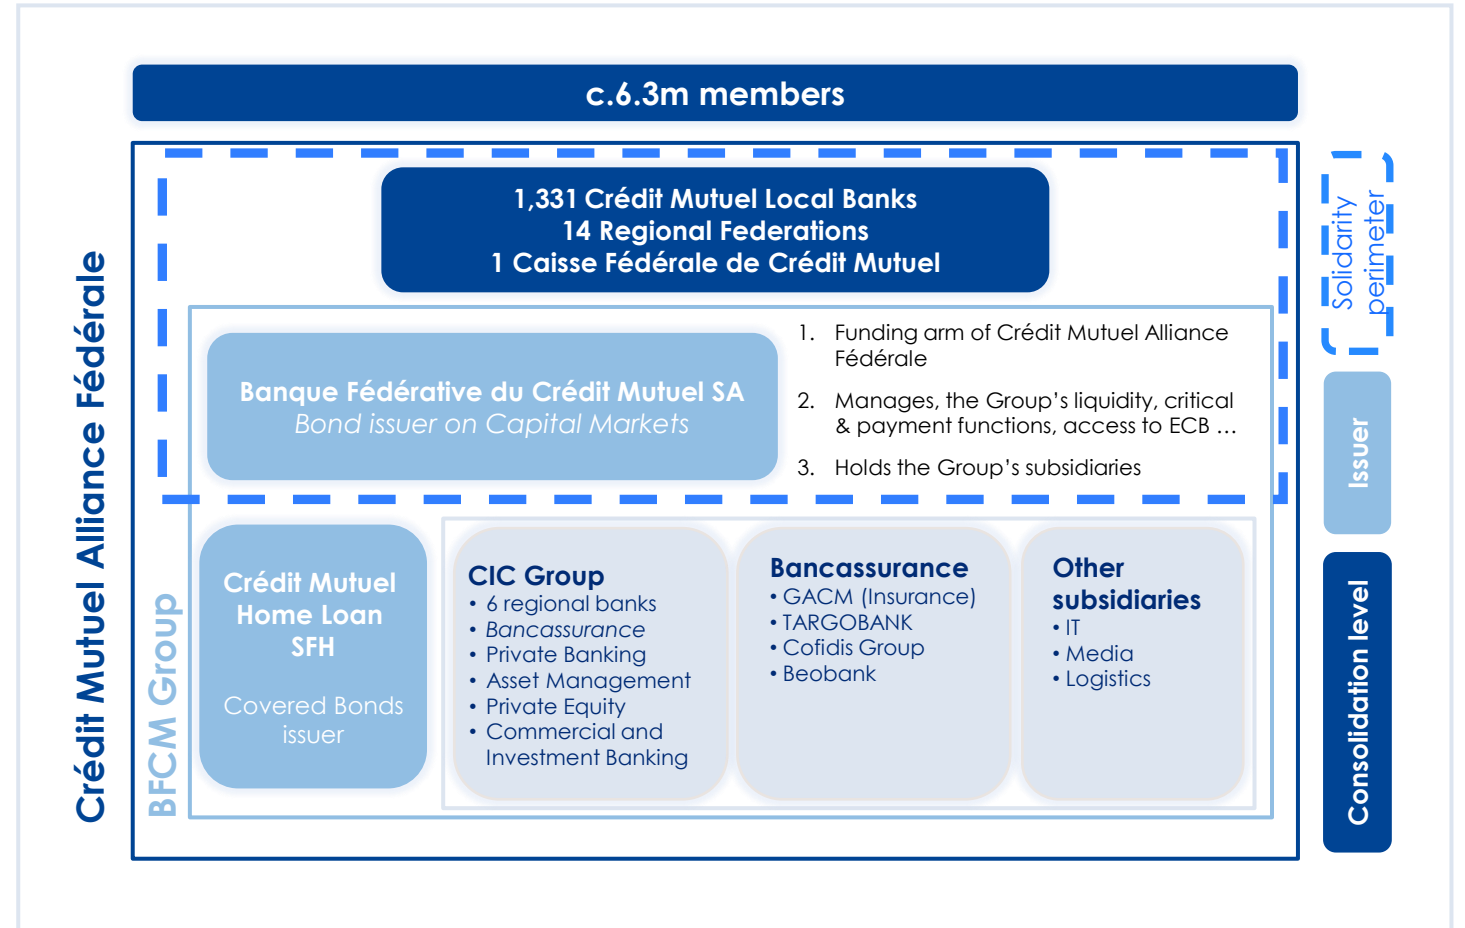 c.6.3m members
1,331 Crédit Mutuel Local Banks
14 Regional Federations
1 Caisse Fédérale de Crédit Mutuel
Solidarity
perimeter
Crédit Mutuel Alliance Fédérale
Banque Fédérative du Crédit Mutuel SA
Bond issuer on Capital Markets
1. Funding arm of Crédit Mutuel Alliance
Fédérale
2. Manages, the Group’s liquidity, critical
& payment functions, access to ECB …
3. Holds the Group’s subsidiaries
Issuer
BFCM Group
Crédit Mutuel
Home Loan
SFH
Covered Bonds
issuer
CIC Group
• 6 regional banks
• Bancassurance
• Private Banking
• Asset Management
• Private Equity
• Commercial and
Investment Banking
Bancassurance
• GACM (Insurance)
• TARGOBANK
• Cofidis Group
• Beobank
Other
subsidiaries
• IT
• Media
• Logistics
Consolidation level